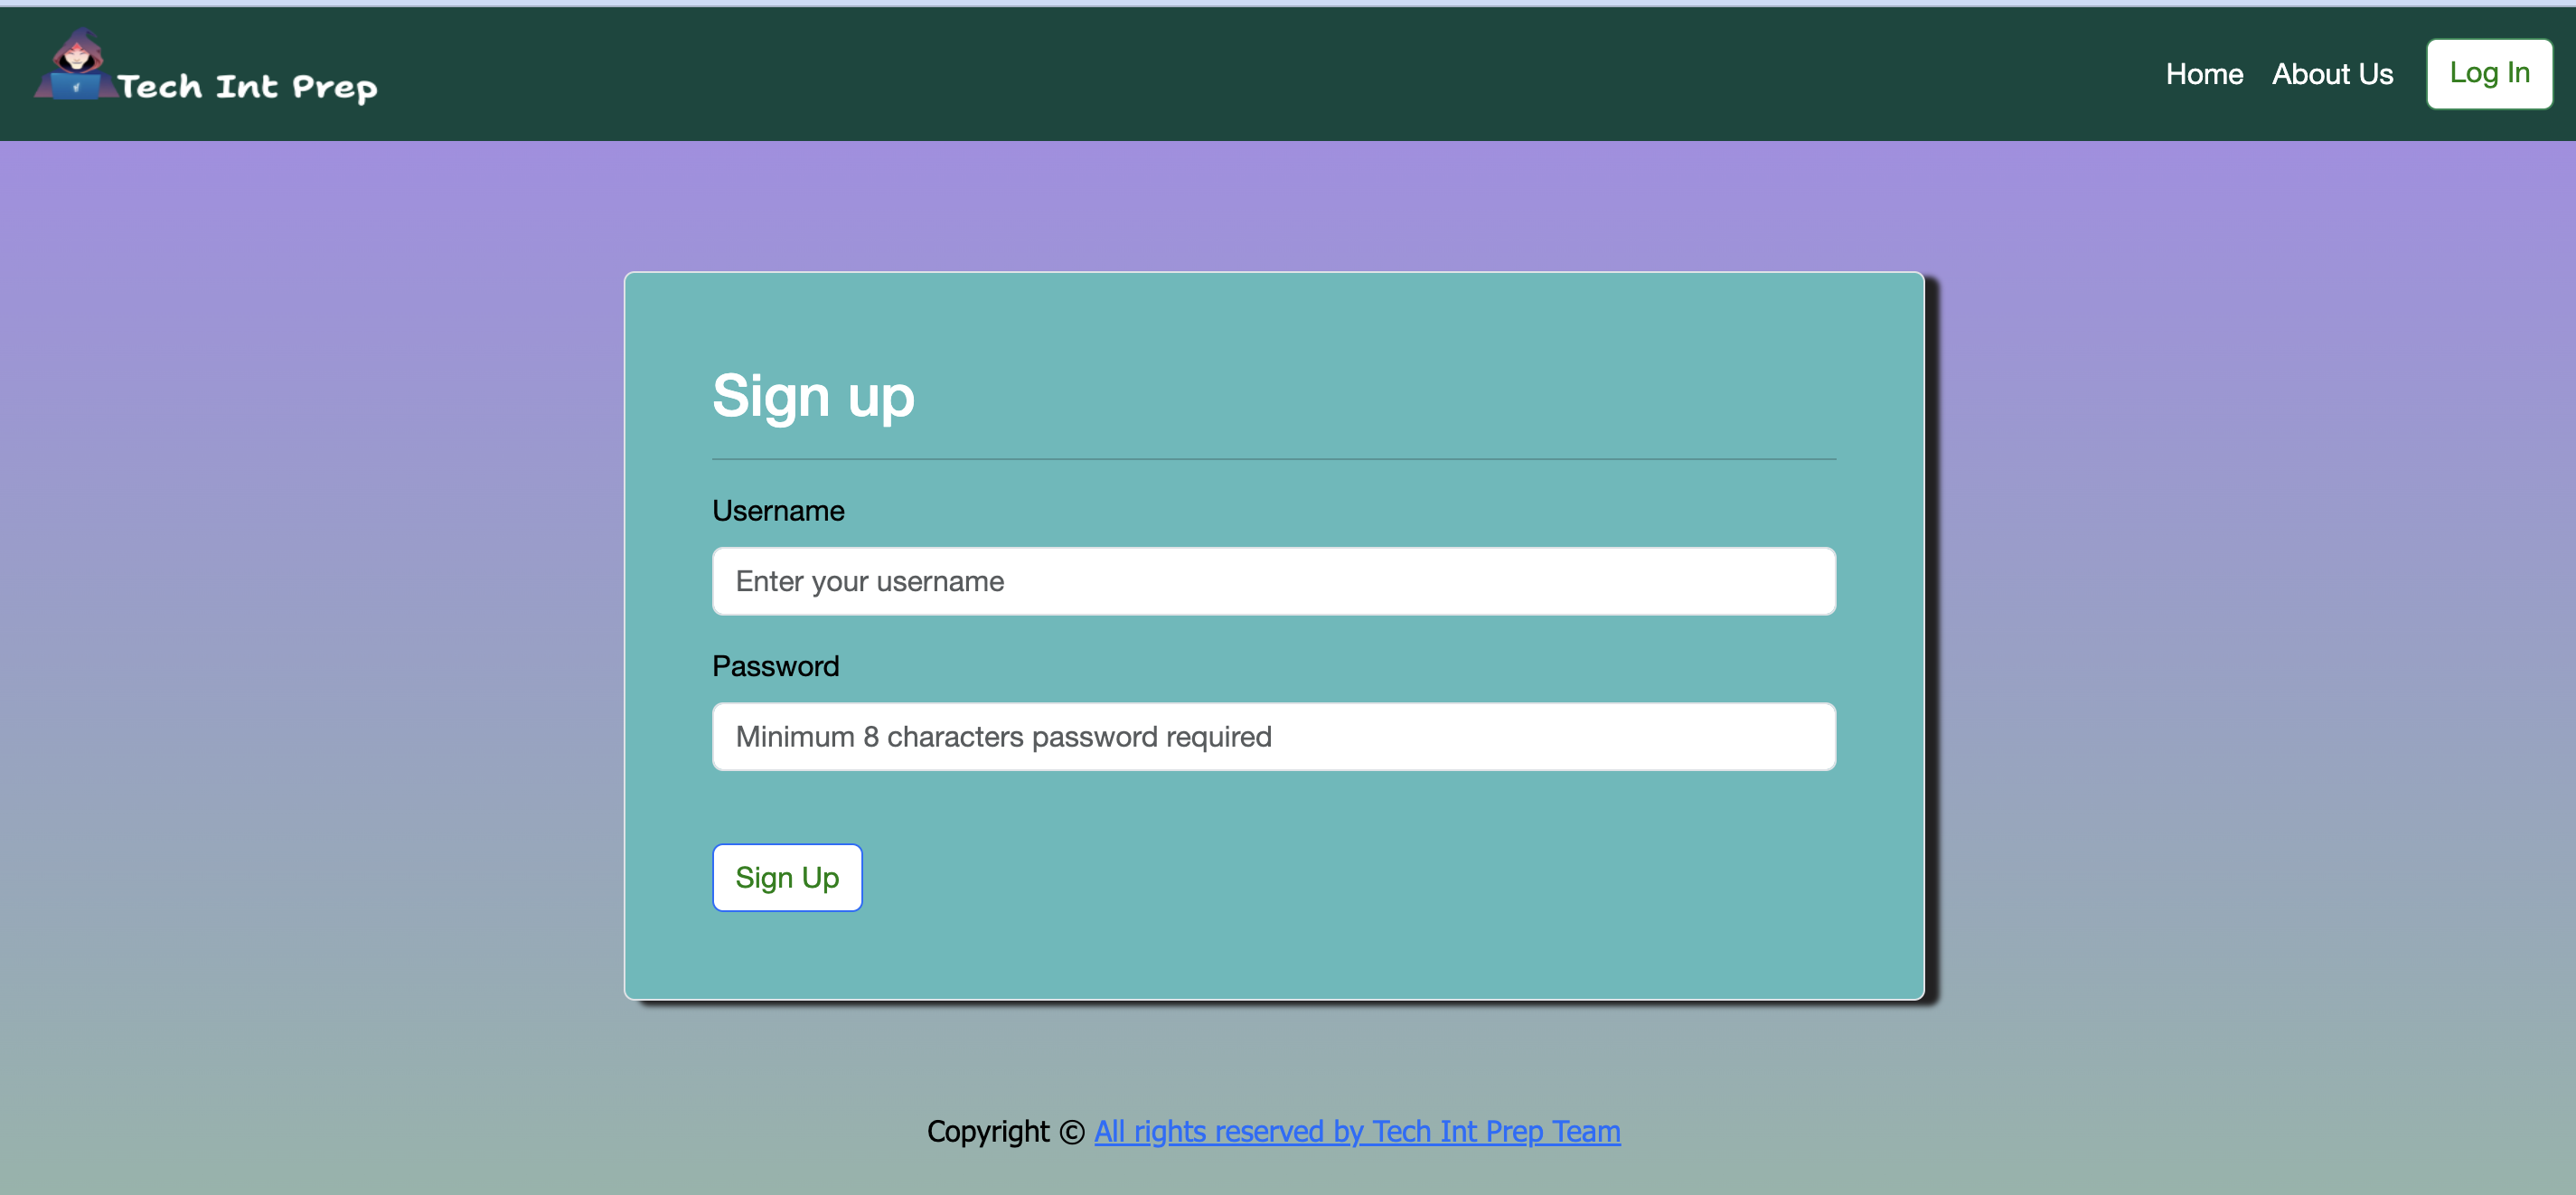 Tech Int Prep
Home About Us Log In
Sign up
Username
Enter your username
Password
Minimum 8 characters password required
Sign Up
Copyright © All rights reserved by Tech Int Prep Team